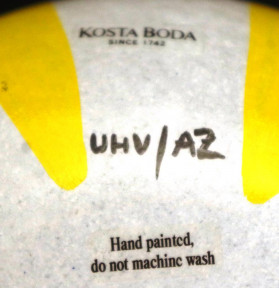 KOSTA BODA
SINCE 1742
UHV/AZ
Hand painted,
do not machine wash